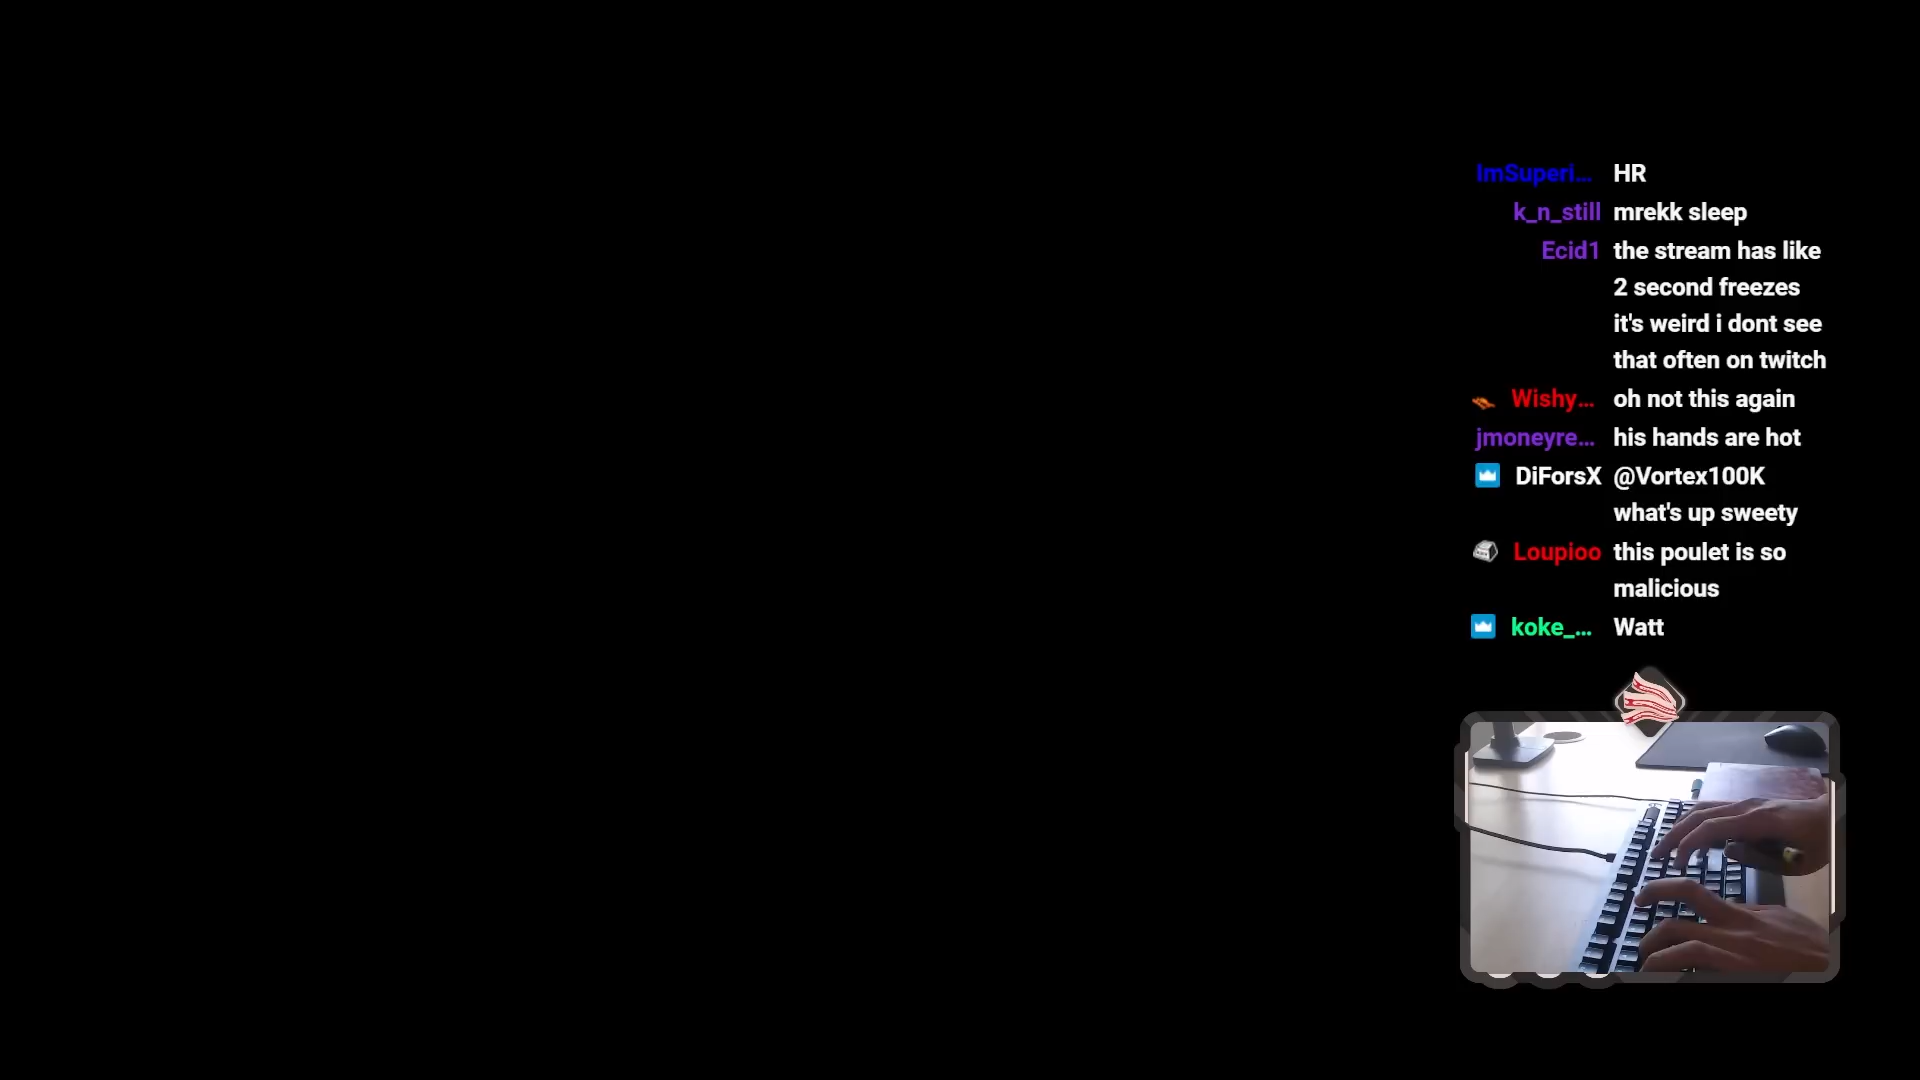 ImSuperi... HR
k_n_still mrekk sleep
Ecid1 the stream has like
2 second freezes
it's weird i dont see
that often on twitch
Wishy... oh not this again
jmoneyre... his hands are hot
DiForsX @Vortex100K
what's up sweety
Loupioo this poulet is so
malicious
koke_... Watt